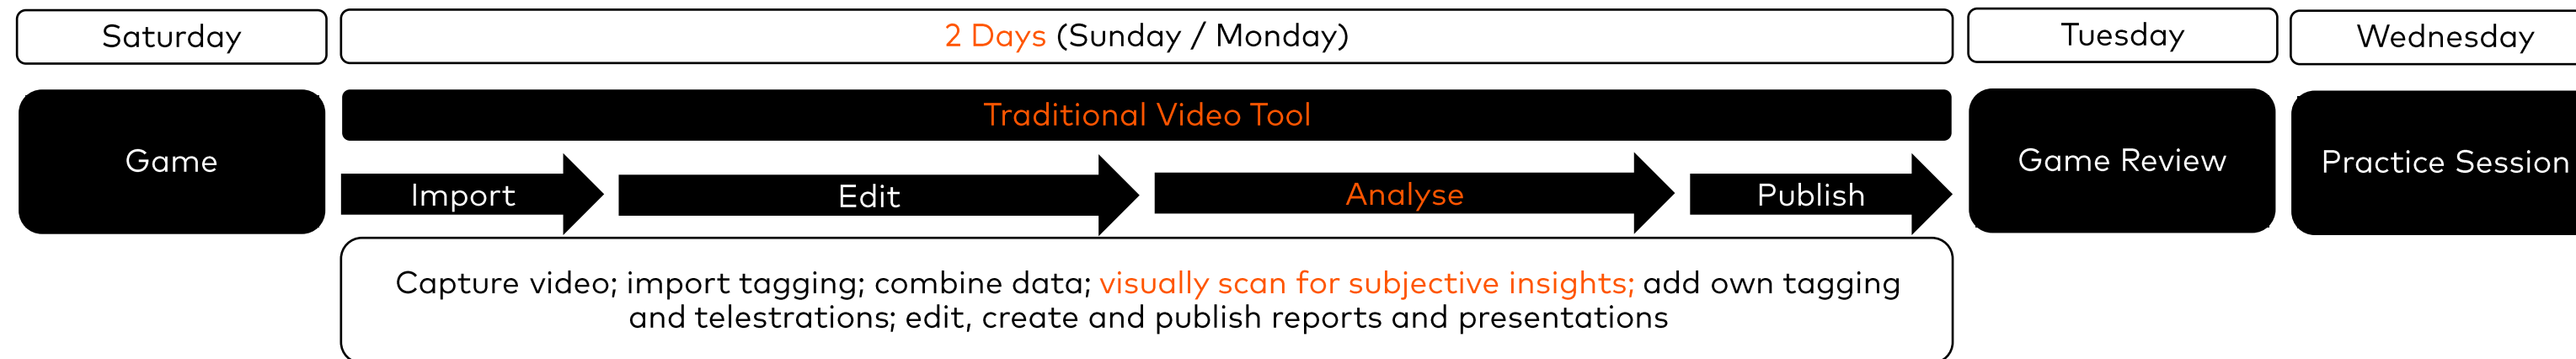 Saturday
2 Days (Sunday / Monday)
Tuesday
Wednesday
Game
Traditional Video Tool
Import
Edit
Analyse
Publish
Game Review
Practice Session
Capture video; import tagging; combine data; visually scan for subjective insights; add own tagging
and telestrations; edit, create and publish reports and presentations